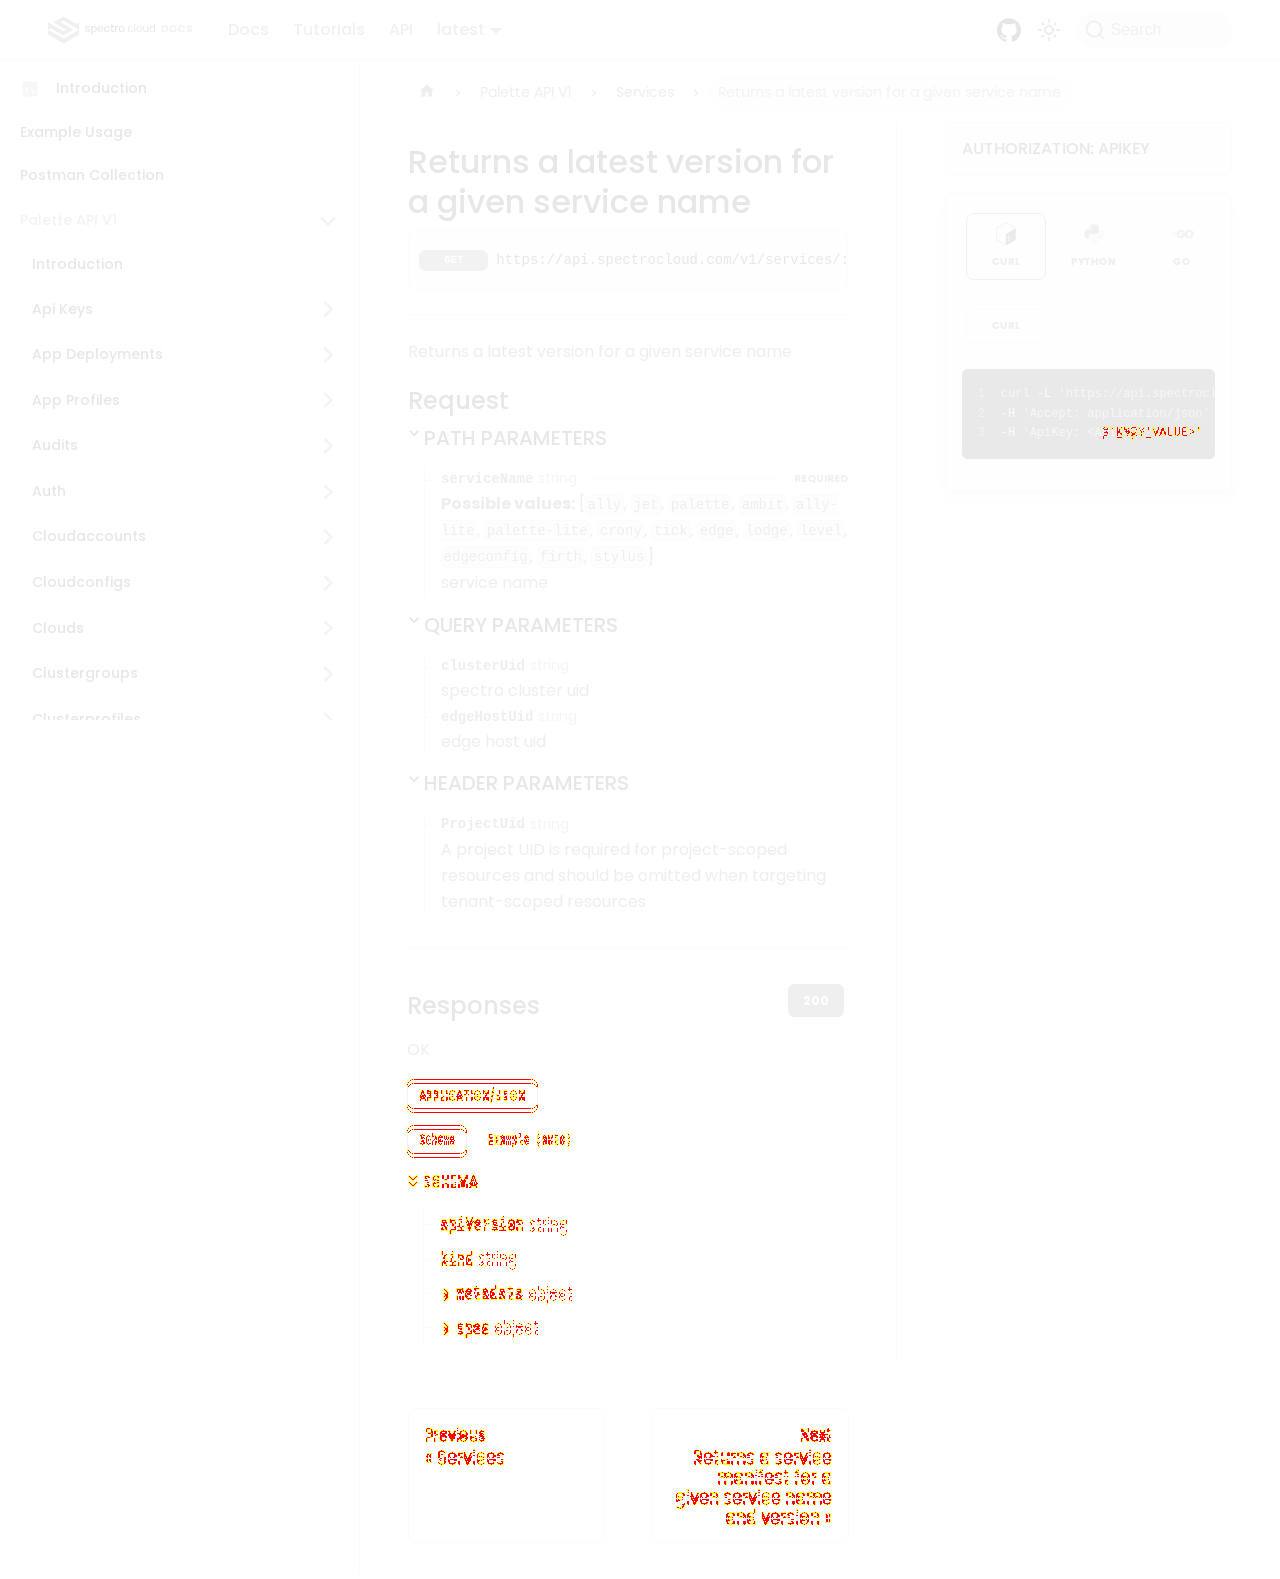 spectro cloud DOCS Docs Tutorials API latest Search
Introduction
Example Usage
Postman Collection
Palette API V1
Introduction
Api Keys
App Deployments
App Profiles
Audits
Auth
Cloudaccounts
Cloudconfigs
Clouds
Clustergroups
Clusterprofiles
Palette API V1 Services Returns a latest version for a given service name
Returns a latest version for
a given service name
GET https://api.spectrocloud.com/v1/services/:
Returns a latest version for a given service name
Request
PATH PARAMETERS
serviceName string REQUIRED
Possible values: [ally, jet, palette, ambit, ally-
lite, palette-lite, crony, tick, edge, lodge, level,
edgeconfig, firth, stylus]
service name
QUERY PARAMETERS
clusterUid string
spectro cluster uid
edgeHostUid string
edge host uid
HEADER PARAMETERS
ProjectUid string
A project UID is required for project-scoped
resources and should be omitted when targeting
tenant-scoped resources
Responses 200
OK
APPLICATION/JSON
Schema Example (auto)
SCHEMA
apiVersion string
kind string
metadata object
spec object
Previous
« Services
Next
Returns a service
manifest for a
given service name
and version »
AUTHORIZATION: APIKEY
CURL PYTHON GO
CURL
1 curl -L 'https://api.spectrocl
2 -H 'Accept: application/json'
3 -H 'ApiKey: VALUE>'